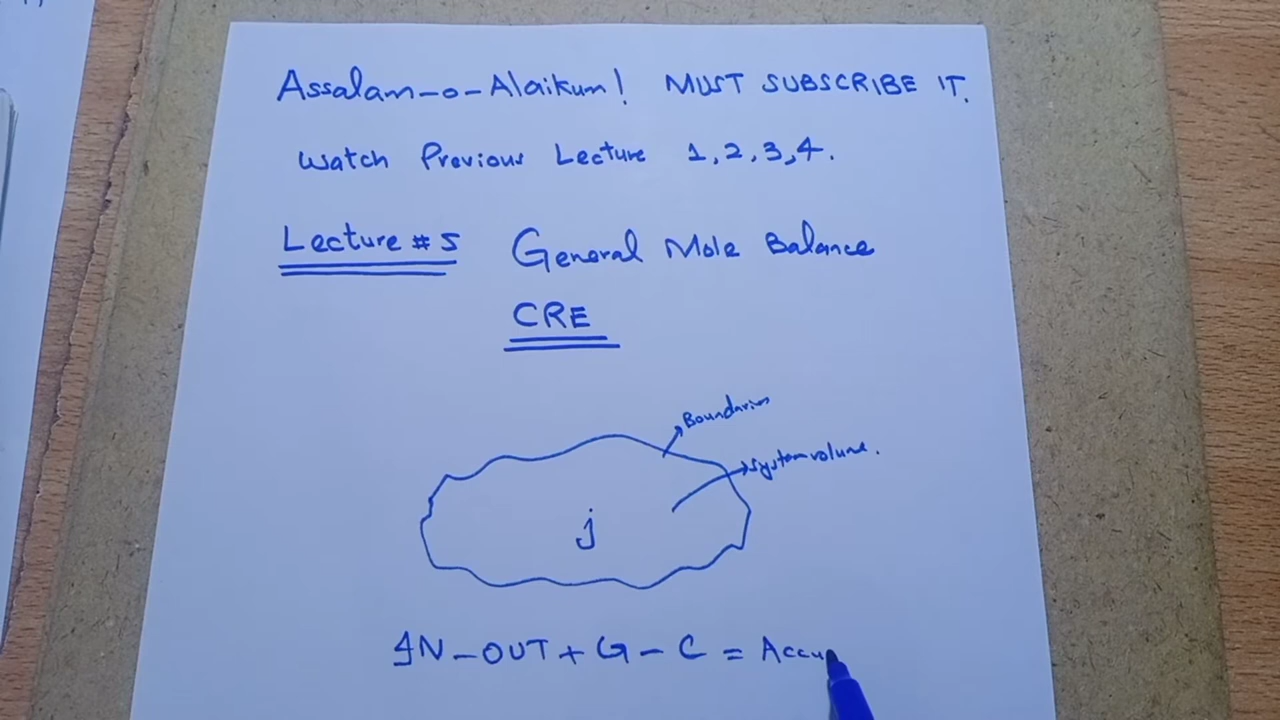 Assalam-o-Alaikum! MUST SUBSCRIBE IT.
Watch Previous Lecture 1,2,3,4.
Lecture # 5 General Mole Balance
CRE
Boundaries
System volume.
j
IN - OUT + G - C = Accu